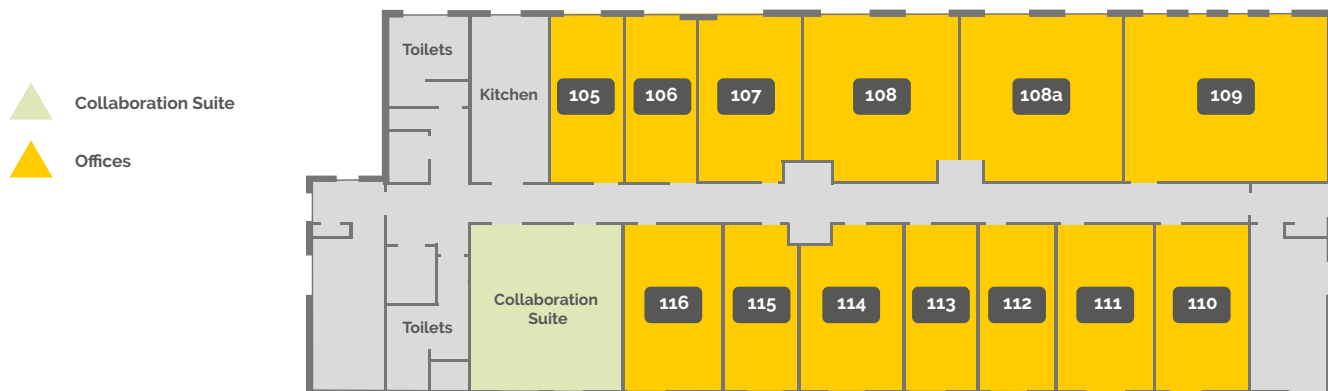 Collaboration Suite
Offices
Toilets
Kitchen
105
106
107
108
108a
109
Collaboration
Suite
116
115
114
113
112
111
110
Toilets